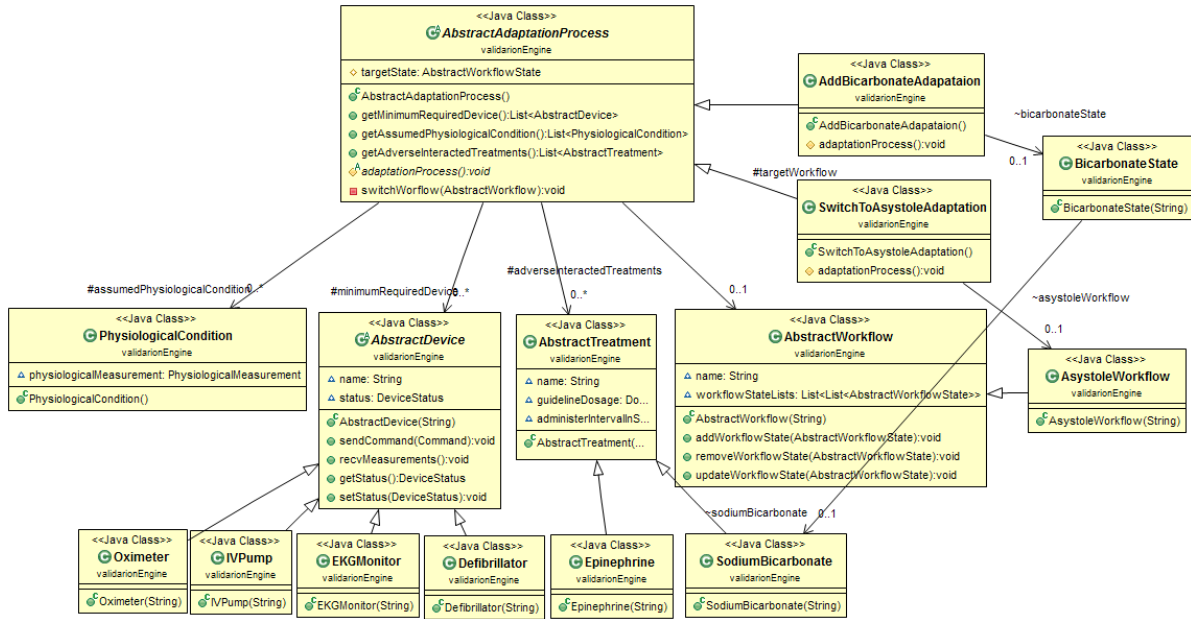 <<Java Class>>
AbstractAdaptationProcess
validarionEngine
targetState: AbstractWorkflowState
AbstractAdaptationProcess()
getMinimumRequiredDevice():List<AbstractDevice>
getAssumedPhysiologicalCondition():List<PhysiologicalCondition>
getAdverseInteractedTreatments():List<AbstractTreatment>
adaptationProcess():void
switchWorflow(AbstractWorkflow):void
<<Java Class>>
AddBicarbonateAdapataion
validarionEngine
AddBicarbonateAdapataion()
adaptationProcess():void
~bicarbonateState
0..1
<<Java Class>>
BicarbonateState
validarionEngine
BicarbonateState(String)
#targetWorkflow
<<Java Class>>
SwitchToAsystoleAdaptation
validarionEngine
SwitchToAsystoleAdaptation()
adaptationProcess():void
#assumedPhysiologicalCondition
0..*
#minimumRequiredDevice
0..*
#adverseInteractedTreatments
0..*
0..1
~asystoleWorkflow
0..1
<<Java Class>>
PhysiologicalCondition
validarionEngine
physiologicalMeasurement: PhysiologicalMeasurement
PhysiologicalCondition()
<<Java Class>>
AbstractDevice
validarionEngine
name: String
status: DeviceStatus
AbstractDevice(String)
sendCommand(Command):void
recvMeasurements():void
getStatus():DeviceStatus
setStatus(DeviceStatus):void
<<Java Class>>
AbstractTreatment
validarionEngine
name: String
guidelineDosage: Do...
administerIntervalInS...
AbstractTreatment(...
<<Java Class>>
AbstractWorkflow
validarionEngine
name: String
workflowStateLists: List<List<AbstractWorkflowState>>
AbstractWorkflow(String)
addWorkflowState(AbstractWorkflowState):void
removeWorkflowState(AbstractWorkflowState):void
updateWorkflowState(AbstractWorkflowState):void
<<Java Class>>
AsystoleWorkflow
validarionEngine
AsystoleWorkflow(String)
~sodiumBicarbonate
0..1
<<Java Class>>
Oximeter
validarionEngine
Oximeter(String)
<<Java Class>>
IVPump
validarionEngine
IVPump(String)
<<Java Class>>
EKGMonitor
validarionEngine
EKGMonitor(String)
<<Java Class>>
Defibrillator
validarionEngine
Defibrillator(String)
<<Java Class>>
Epinephrine
validarionEngine
Epinephrine(String)
<<Java Class>>
SodiumBicarbonate
validarionEngine
SodiumBicarbonate(String)